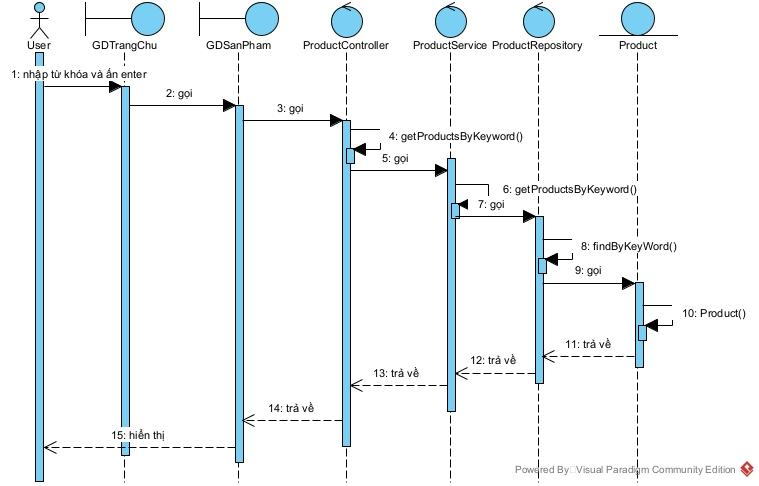 User
GDTrangChu
GDSanPham
ProductController
ProductService
ProductRepository
Product
1: nhập từ khóa và ấn enter
2: gọi
3: gọi
4: getProductsByKeyword()
5: gọi
6: getProductsByKeyword()
7: gọi
8: findByKeyWord()
9: gọi
10: Product()
11: trả về
12: trả về
13: trả về
14: trả về
15: hiển thị
Powered By Visual Paradigm Community Edition